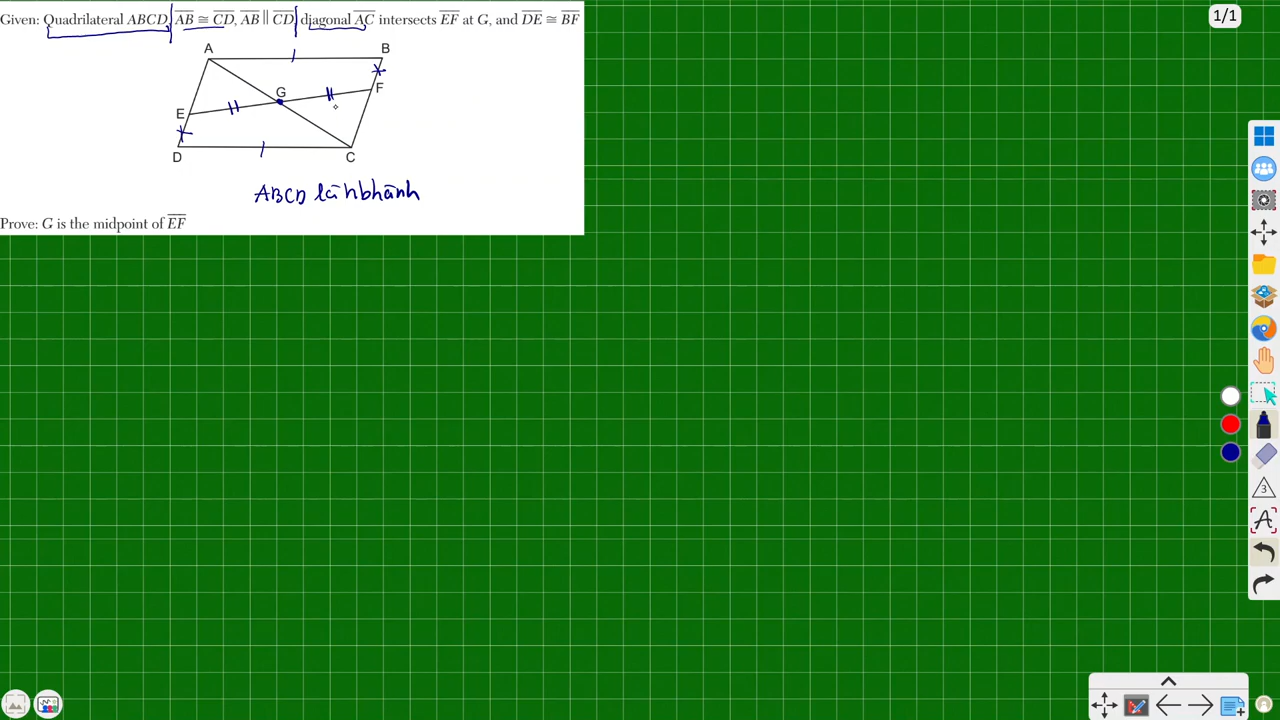 Given: Quadrilateral ABCD, AB ≅ CD, AB ∥ CD, diagonal AC intersects EF at G, and DE ≅ BF
1/1
A
B
G
F
E
D
C
ABCD là hbhành
Prove: G is the midpoint of EF
3
A